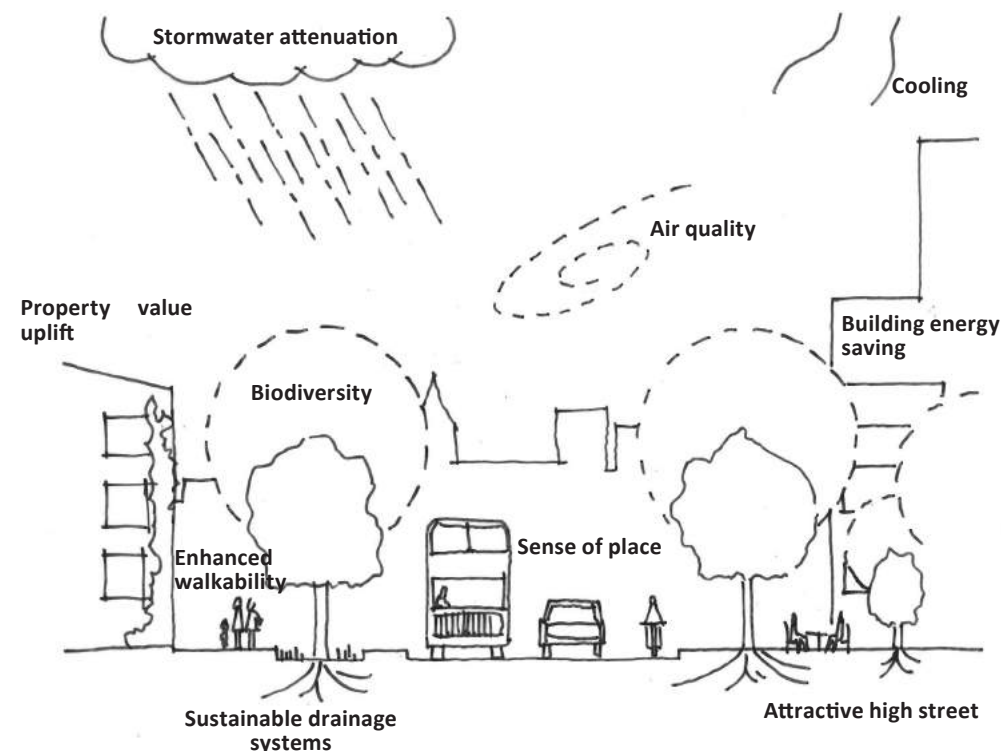 Stormwater attenuation
Cooling
Air quality
Property value
uplift
Building energy
saving
Biodiversity
Enhanced
walkability
Sense of place
Sustainable drainage
systems
Attractive high street